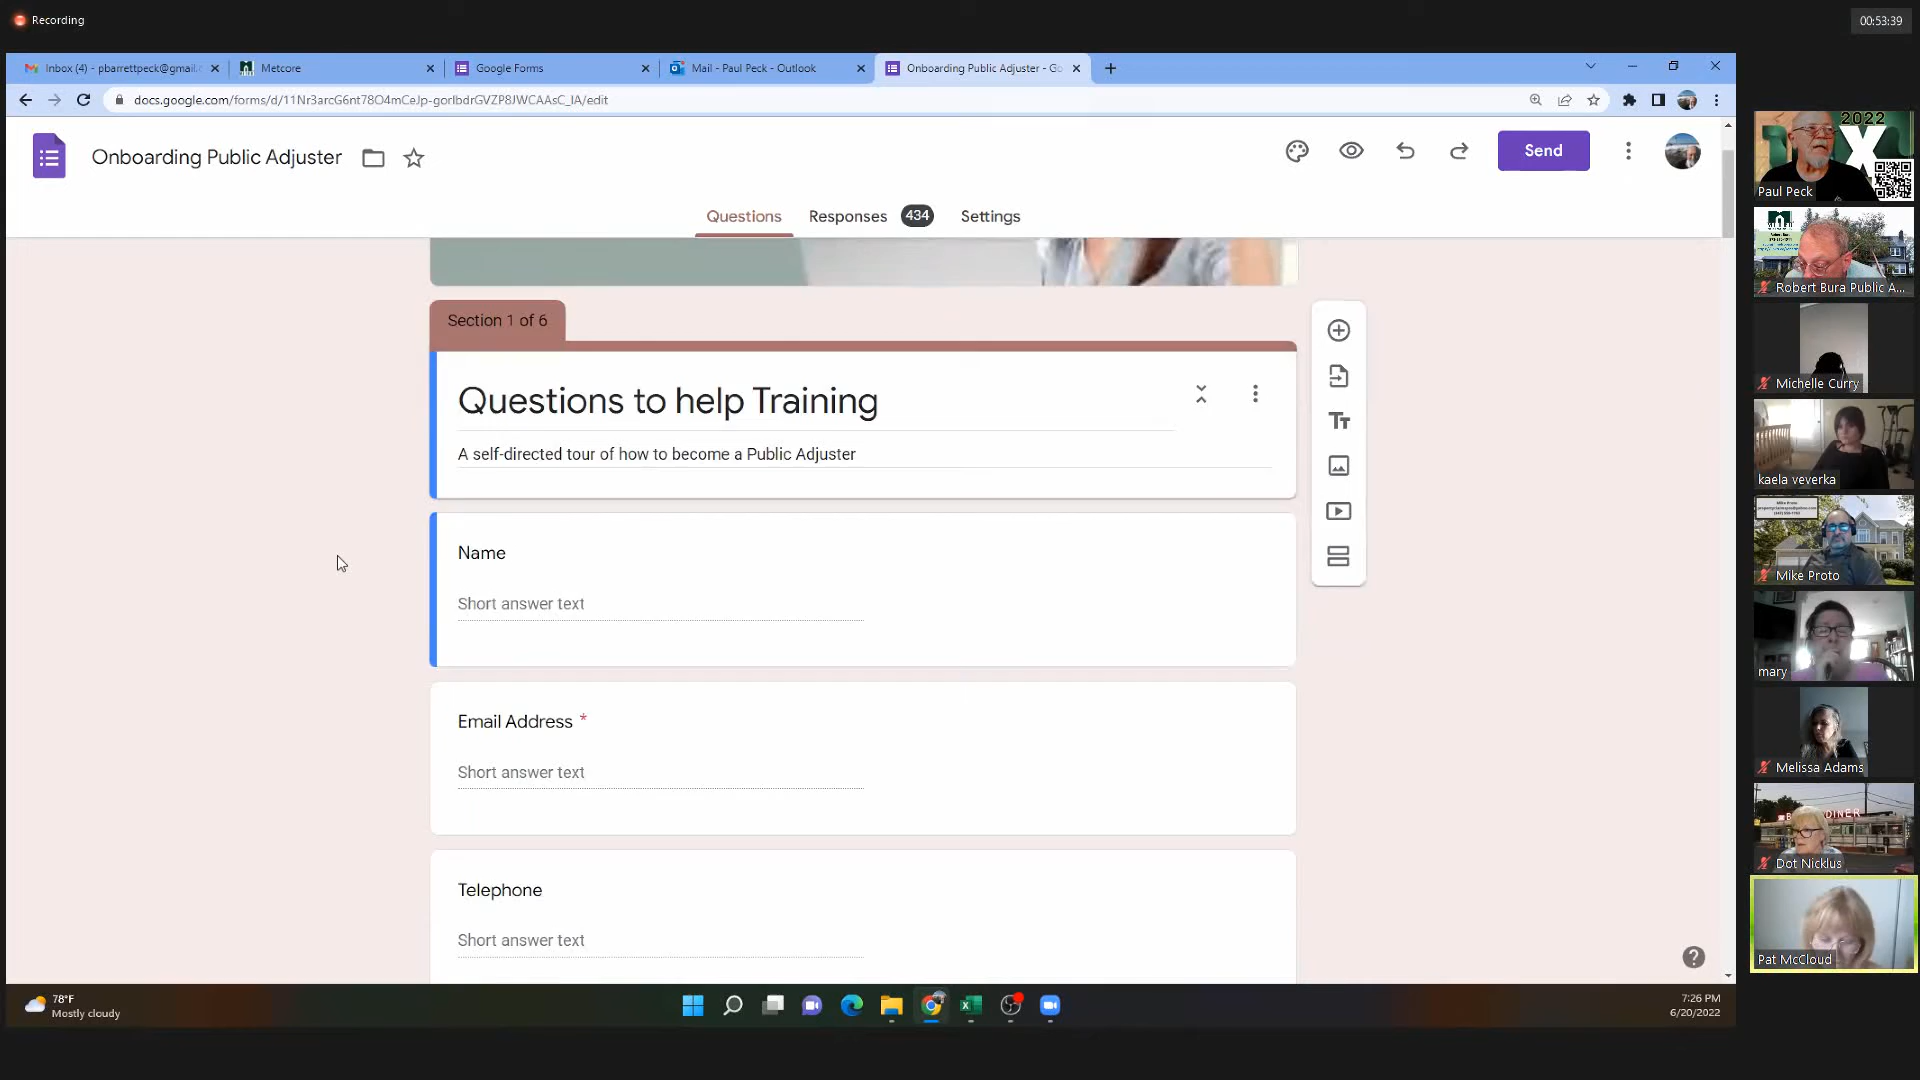 Recording
00:53:39
Inbox (4) - pbarrettpeck@gmail.
Metcore
Google Forms
Mail - Paul Peck - Outlook
Onboarding Public Adjuster - Go
docs.google.com/forms/d/11Nr3arcG6nt78O4mCeJp-gorIbdrGVZP8JWCAAsC_IA/edit
Onboarding Public Adjuster
Send
Questions
Responses
434
Settings
Section 1 of 6
Questions to help Training
A self-directed tour of how to become a Public Adjuster
Name
Short answer text
Email Address *
Short answer text
Telephone
Short answer text
2022
Paul Peck
Robert Bura Public A...
Michelle Curry
kaela veverka
Mike Proto
Mike Proto
mary
Melissa Adams
DINER
Dot Nicklus
Pat McCloud
78°F
Mostly cloudy
7:26 PM
6/20/2022